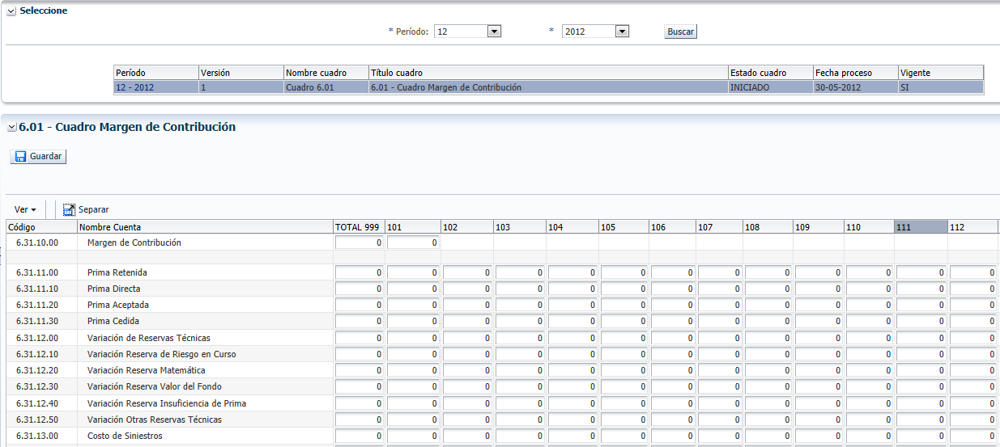 Seleccione
* Período: 12 * 2012 Buscar
Período Versión Nombre cuadro Título cuadro Estado cuadro Fecha proceso Vigente
12 - 2012 1 Cuadro 6.01 6.01 - Cuadro Margen de Contribución INICIADO 30-05-2012 SI
6.01 - Cuadro Margen de Contribución
Guardar
Ver Separar
Código Nombre Cuenta TOTAL 999 101 102 103 104 105 106 107 108 109 110 111 112
6.31.10.00 Margen de Contribución 0 0
6.31.11.00 Prima Retenida 0 0 0 0 0 0 0 0 0 0 0 0 0
6.31.11.10 Prima Directa 0 0 0 0 0 0 0 0 0 0 0 0 0
6.31.11.20 Prima Aceptada 0 0 0 0 0 0 0 0 0 0 0 0 0
6.31.11.30 Prima Cedida 0 0 0 0 0 0 0 0 0 0 0 0 0
6.31.12.00 Variación de Reservas Técnicas 0 0 0 0 0 0 0 0 0 0 0 0 0
6.31.12.10 Variación Reserva de Riesgo en Curso 0 0 0 0 0 0 0 0 0 0 0 0 0
6.31.12.20 Variación Reserva Matemática 0 0 0 0 0 0 0 0 0 0 0 0 0
6.31.12.30 Variación Reserva Valor del Fondo 0 0 0 0 0 0 0 0 0 0 0 0 0
6.31.12.40 Variación Reserva Insuficiencia de Prima 0 0 0 0 0 0 0 0 0 0 0 0 0
6.31.12.50 Variación Otras Reservas Técnicas 0 0 0 0 0 0 0 0 0 0 0 0 0
6.31.13.00 Costo de Siniestros 0 0 0 0 0 0 0 0 0 0 0 0 0